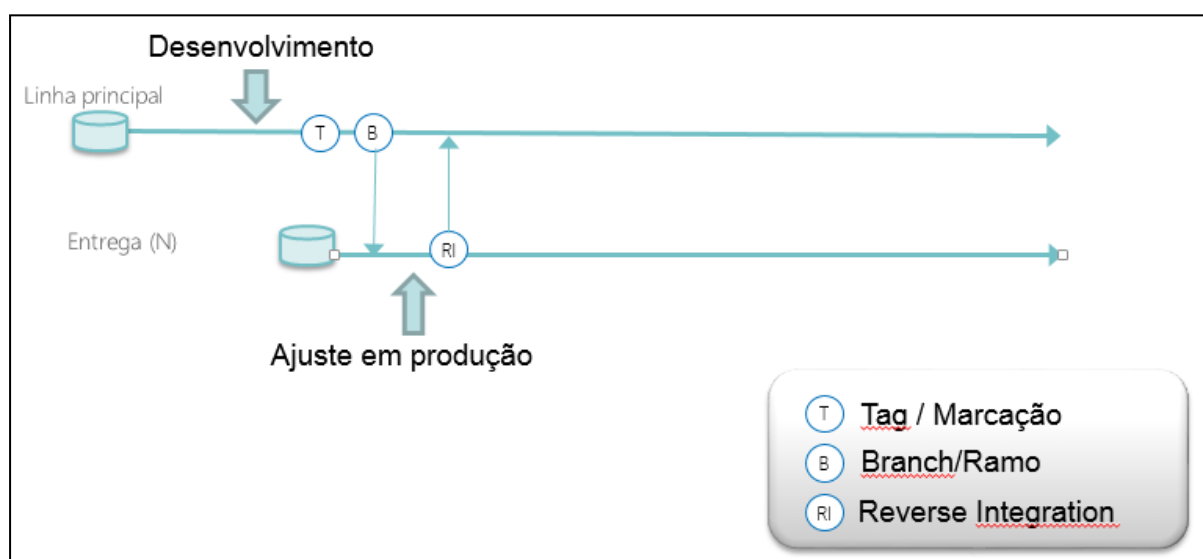 Desenvolvimento
Linha principal
T
B
Entrega (N)
RI
Ajuste em produção
T Tag / Marcação
B Branch/Ramo
RI Reverse Integration